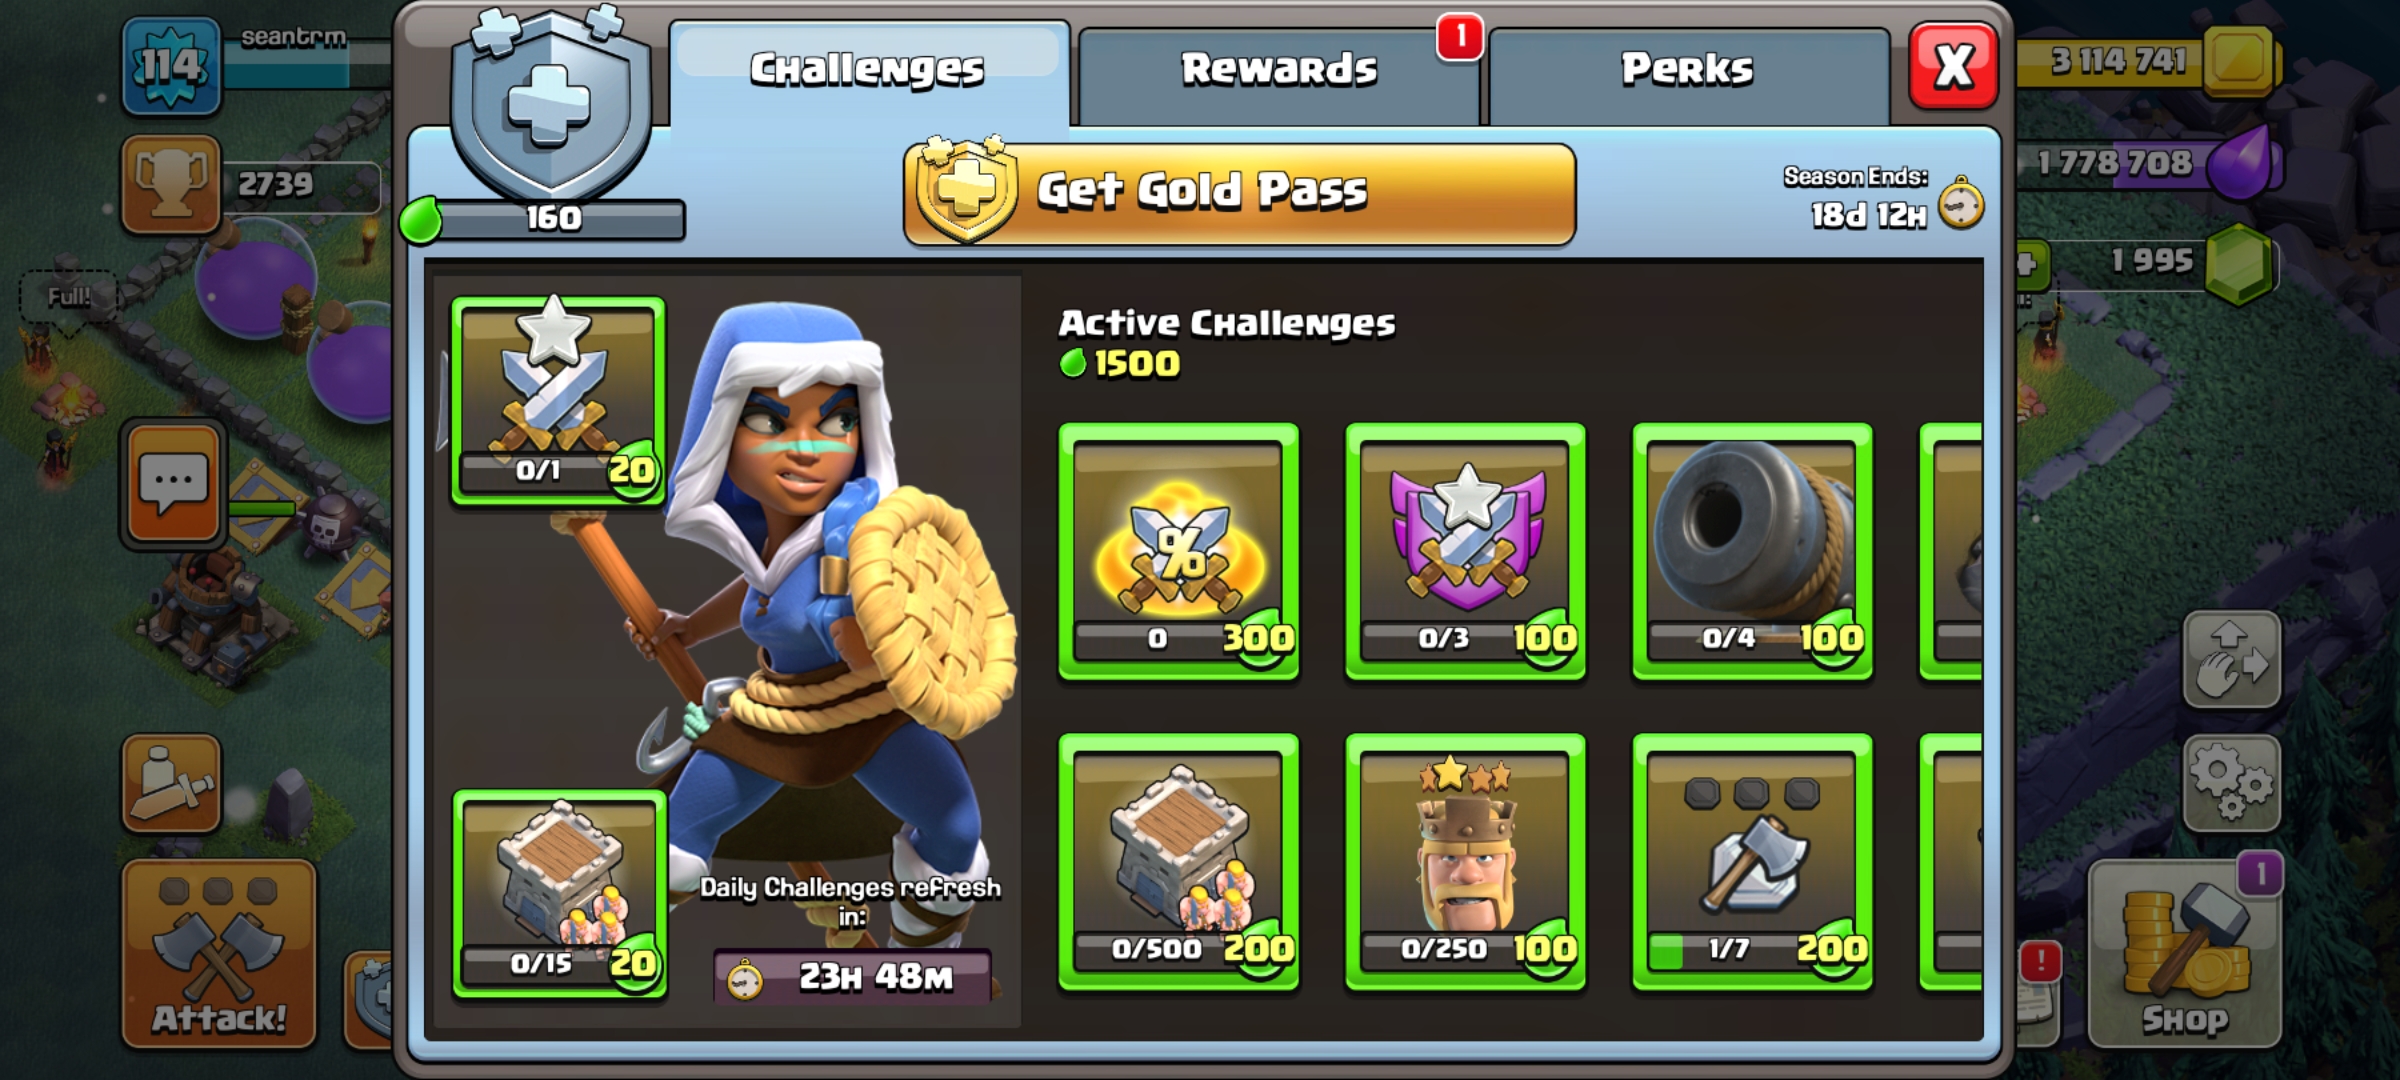 114
seantrm
Challenges
Rewards
1
Perks
X
3 114 741
2739
160
Get Gold Pass
Season Ends:
18d 12H
1 778 708
Full!
1 995
Active Challenges
1500
0/1
20
%
0
300
0/3
100
0/4
100
Daily Challenges refresh
in:
23H 48M
0/15
20
0/500
200
0/250
100
1/7
200
1
!
Attack!
Shop